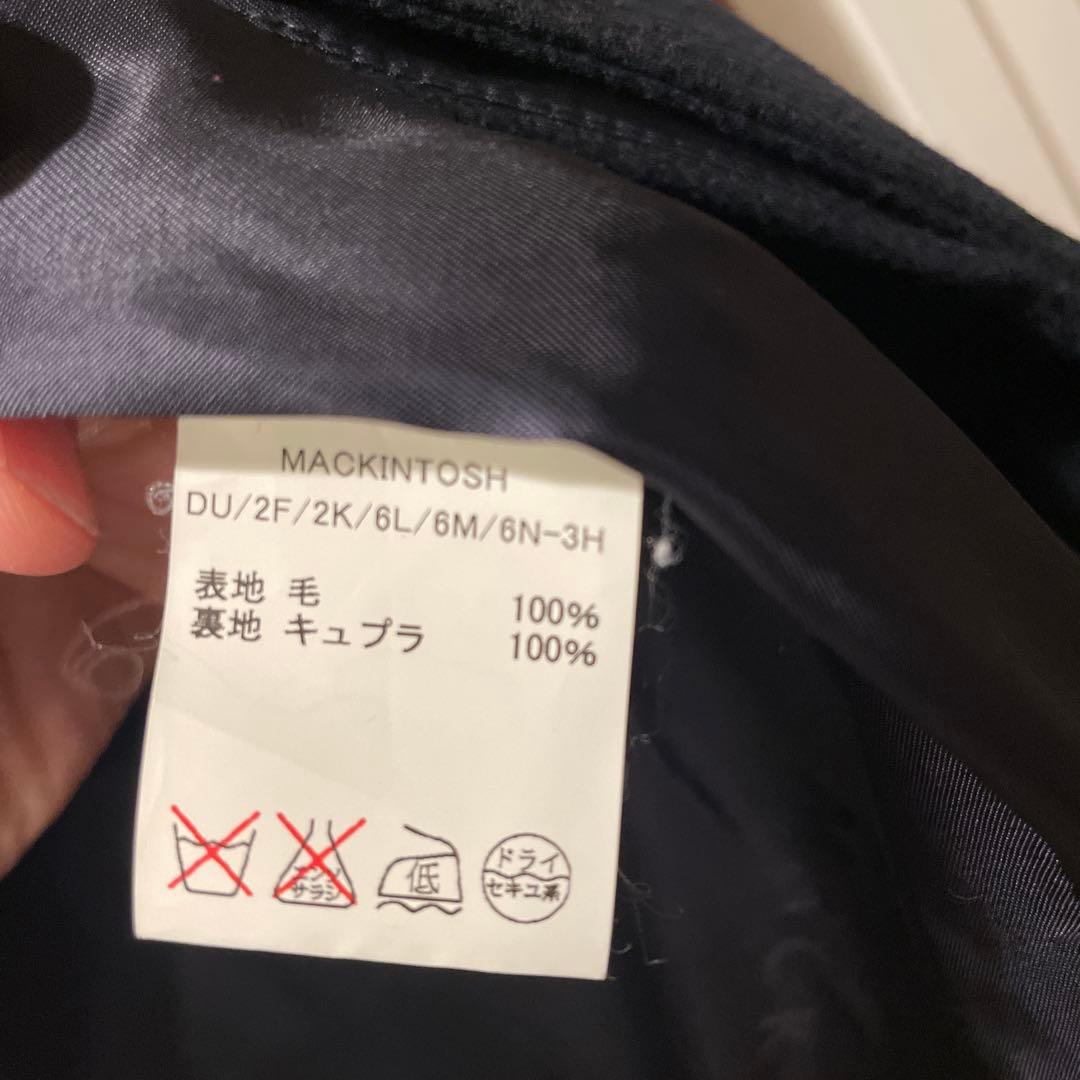 MACKINTOSH
DU/2F/2K/6L/6M/6N-3H
表地 毛 100%
裏地 キュプラ 100%
エンソ
サラシ
低
ドライ
セキユ系